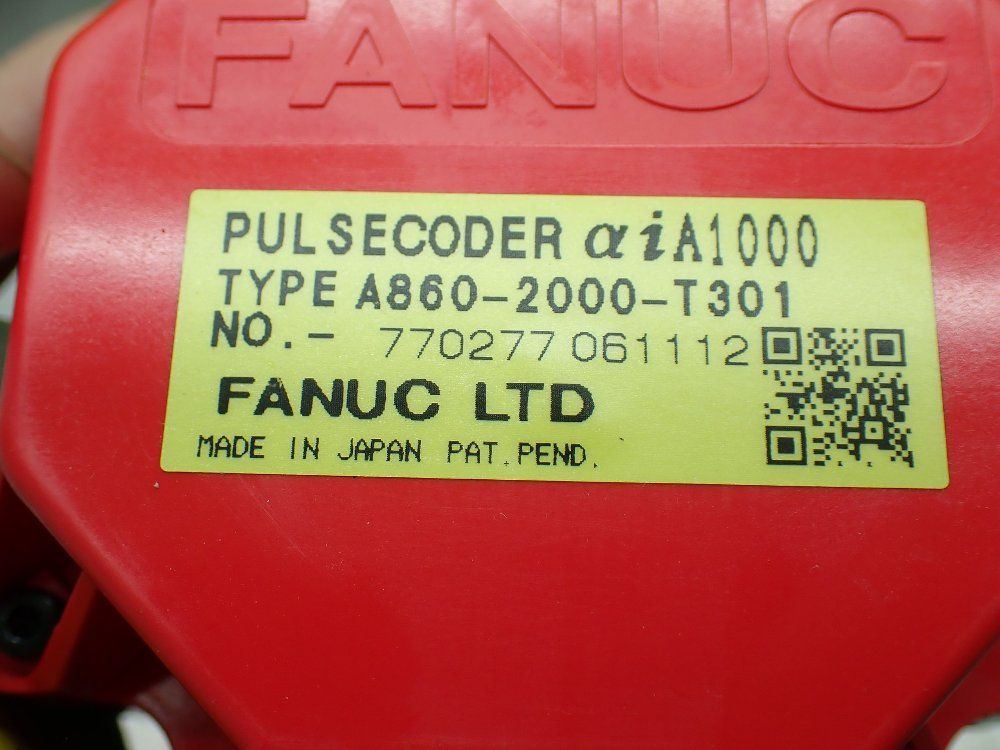 FANUC
PULSECODER αiA1000
TYPE A860-2000-T301
NO.- 770277 061112
FANUC LTD
MADE IN JAPAN PAT.PEND.